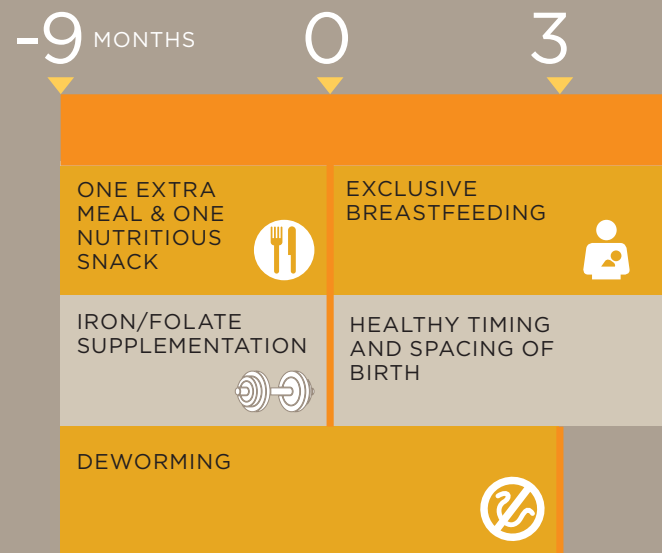 -9 MONTHS 0 3
ONE EXTRA
MEAL & ONE
NUTRITIOUS
SNACK
EXCLUSIVE
BREASTFEEDING
IRON/FOLATE
SUPPLEMENTATION
HEALTHY TIMING
AND SPACING OF
BIRTH
DEWORMING